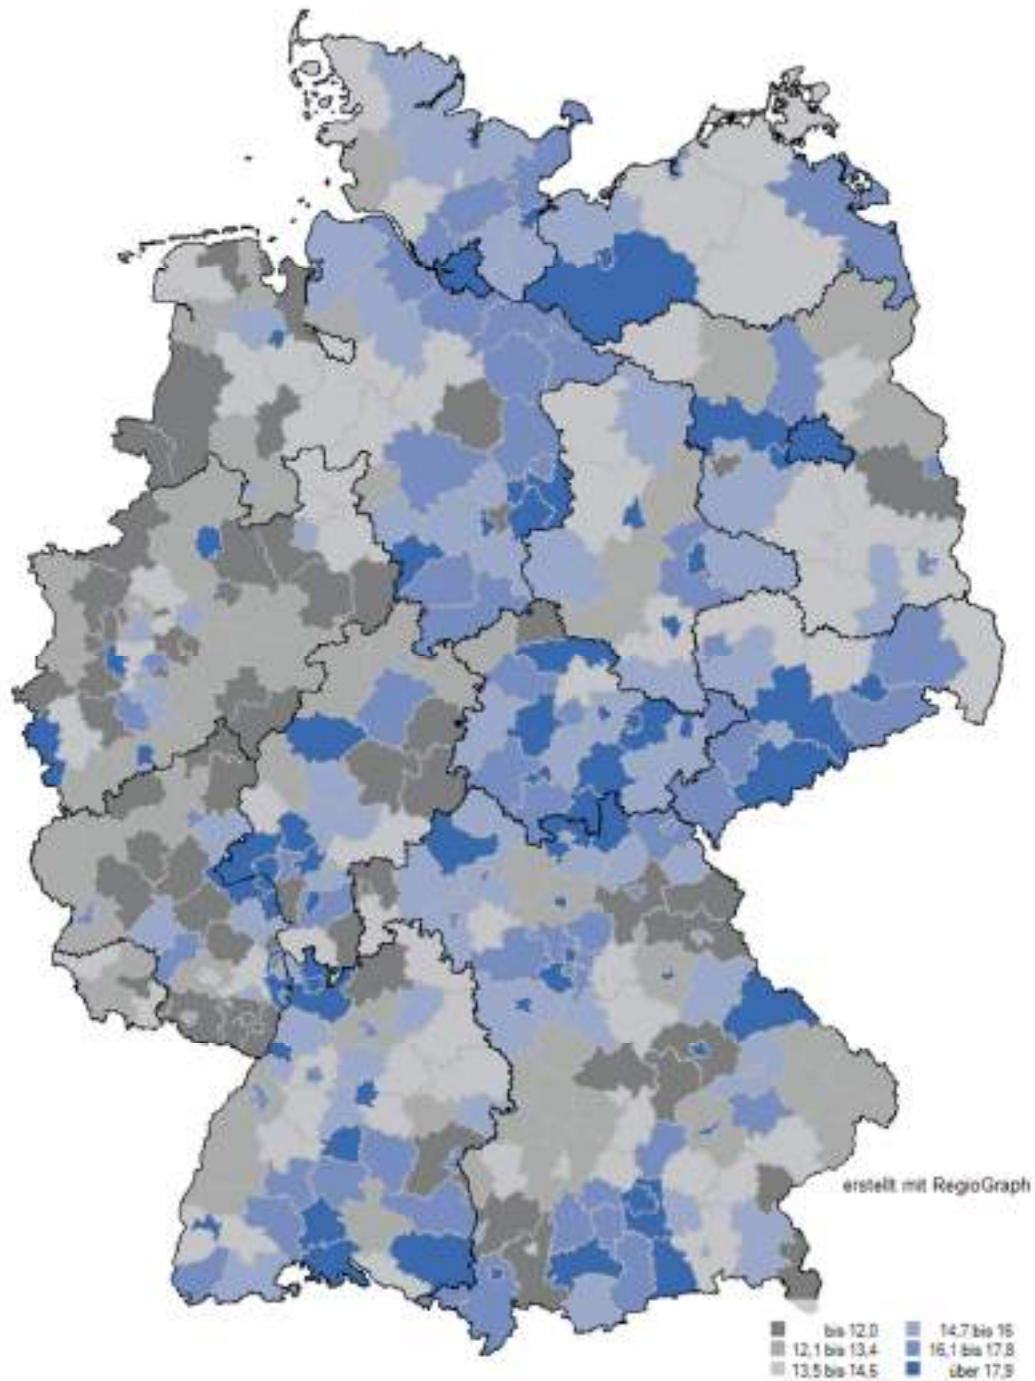 erstellt mit RegioGraph
bis 12,0
14,7 bis 16
12,1 bis 13,4
16,1 bis 17,8
13,5 bis 14,6
über 17,9